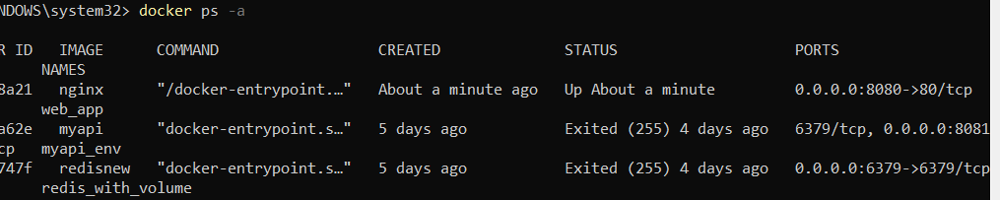 NDOWS\system32> docker ps -a
R ID IMAGE COMMAND CREATED STATUS PORTS
NAMES
8a21 nginx "/docker-entrypoint.…" About a minute ago Up About a minute 0.0.0.0:8080->80/tcp
web_app
a62e myapi "docker-entrypoint.s…" 5 days ago Exited (255) 4 days ago 6379/tcp, 0.0.0.0:8081
cp myapi_env
747f redisnew "docker-entrypoint.s…" 5 days ago Exited (255) 4 days ago 0.0.0.0:6379->6379/tcp
redis_with_volume